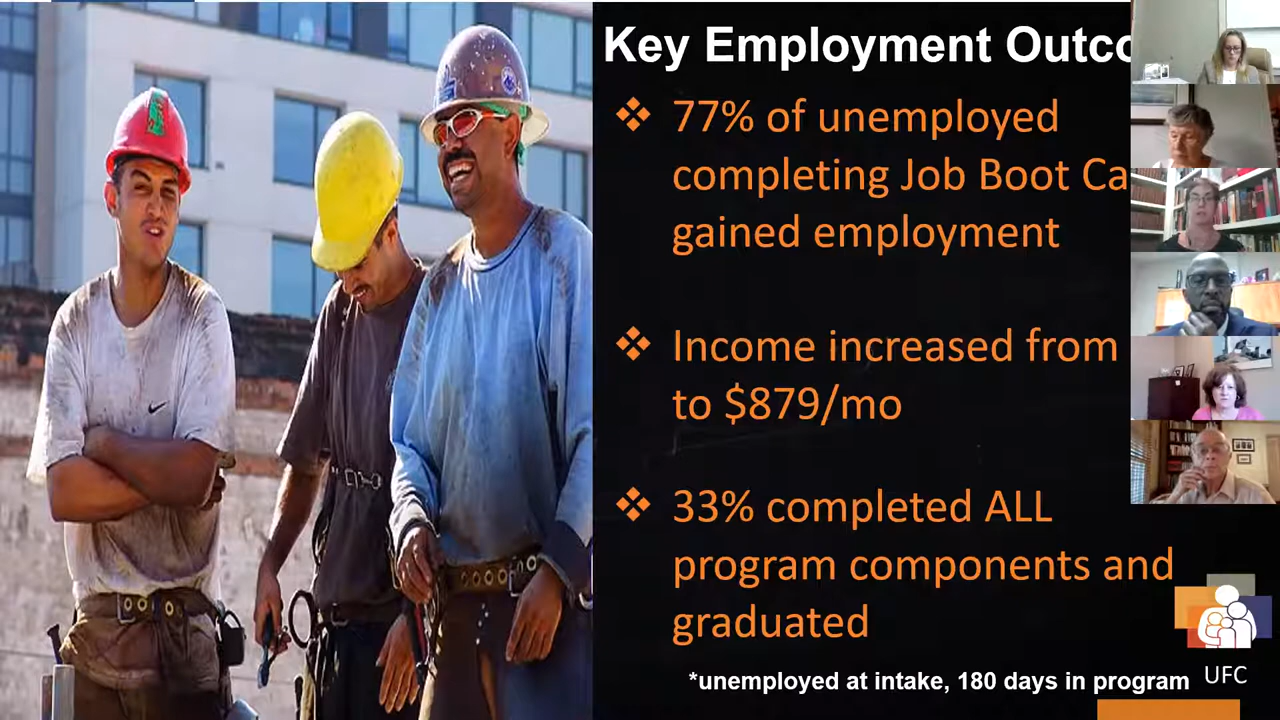 Key Employment Outco
❖ 77% of unemployed
completing Job Boot Ca
gained employment
❖ Income increased from
to $879/mo
❖ 33% completed ALL
program components and
graduated
*unemployed at intake, 180 days in program
UFC